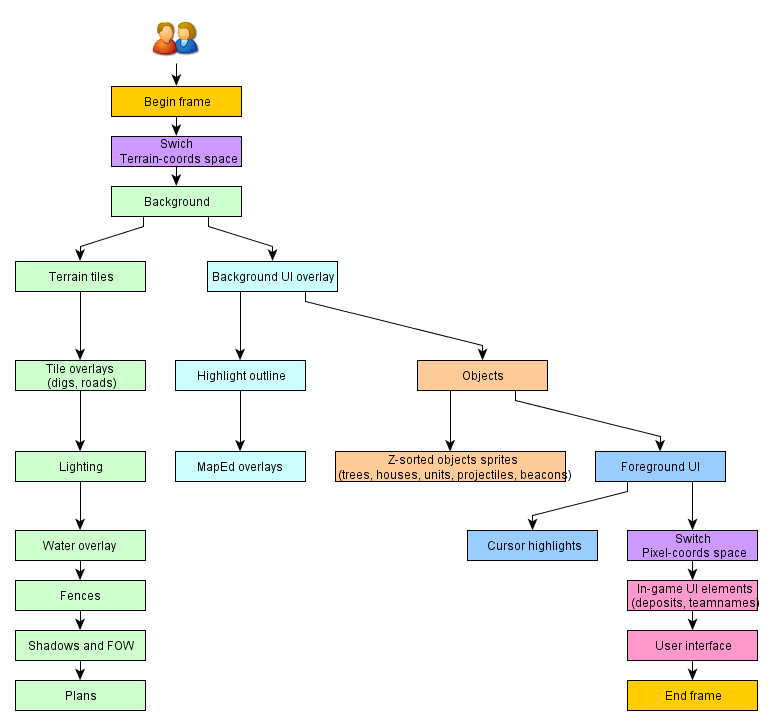 Begin frame
Swich
Terrain-coords space
Background
Terrain tiles
Background UI overlay
Tile overlays
(digs, roads)
Highlight outline
Objects
Lighting
MapEd overlays
Z-sorted objects sprites
(trees, houses, units, projectiles, beacons)
Foreground UI
Water overlay
Cursor highlights
Switch
Pixel-coords space
Fences
In-game UI elements
(deposits, teamnames)
Shadows and FOW
User interface
Plans
End frame